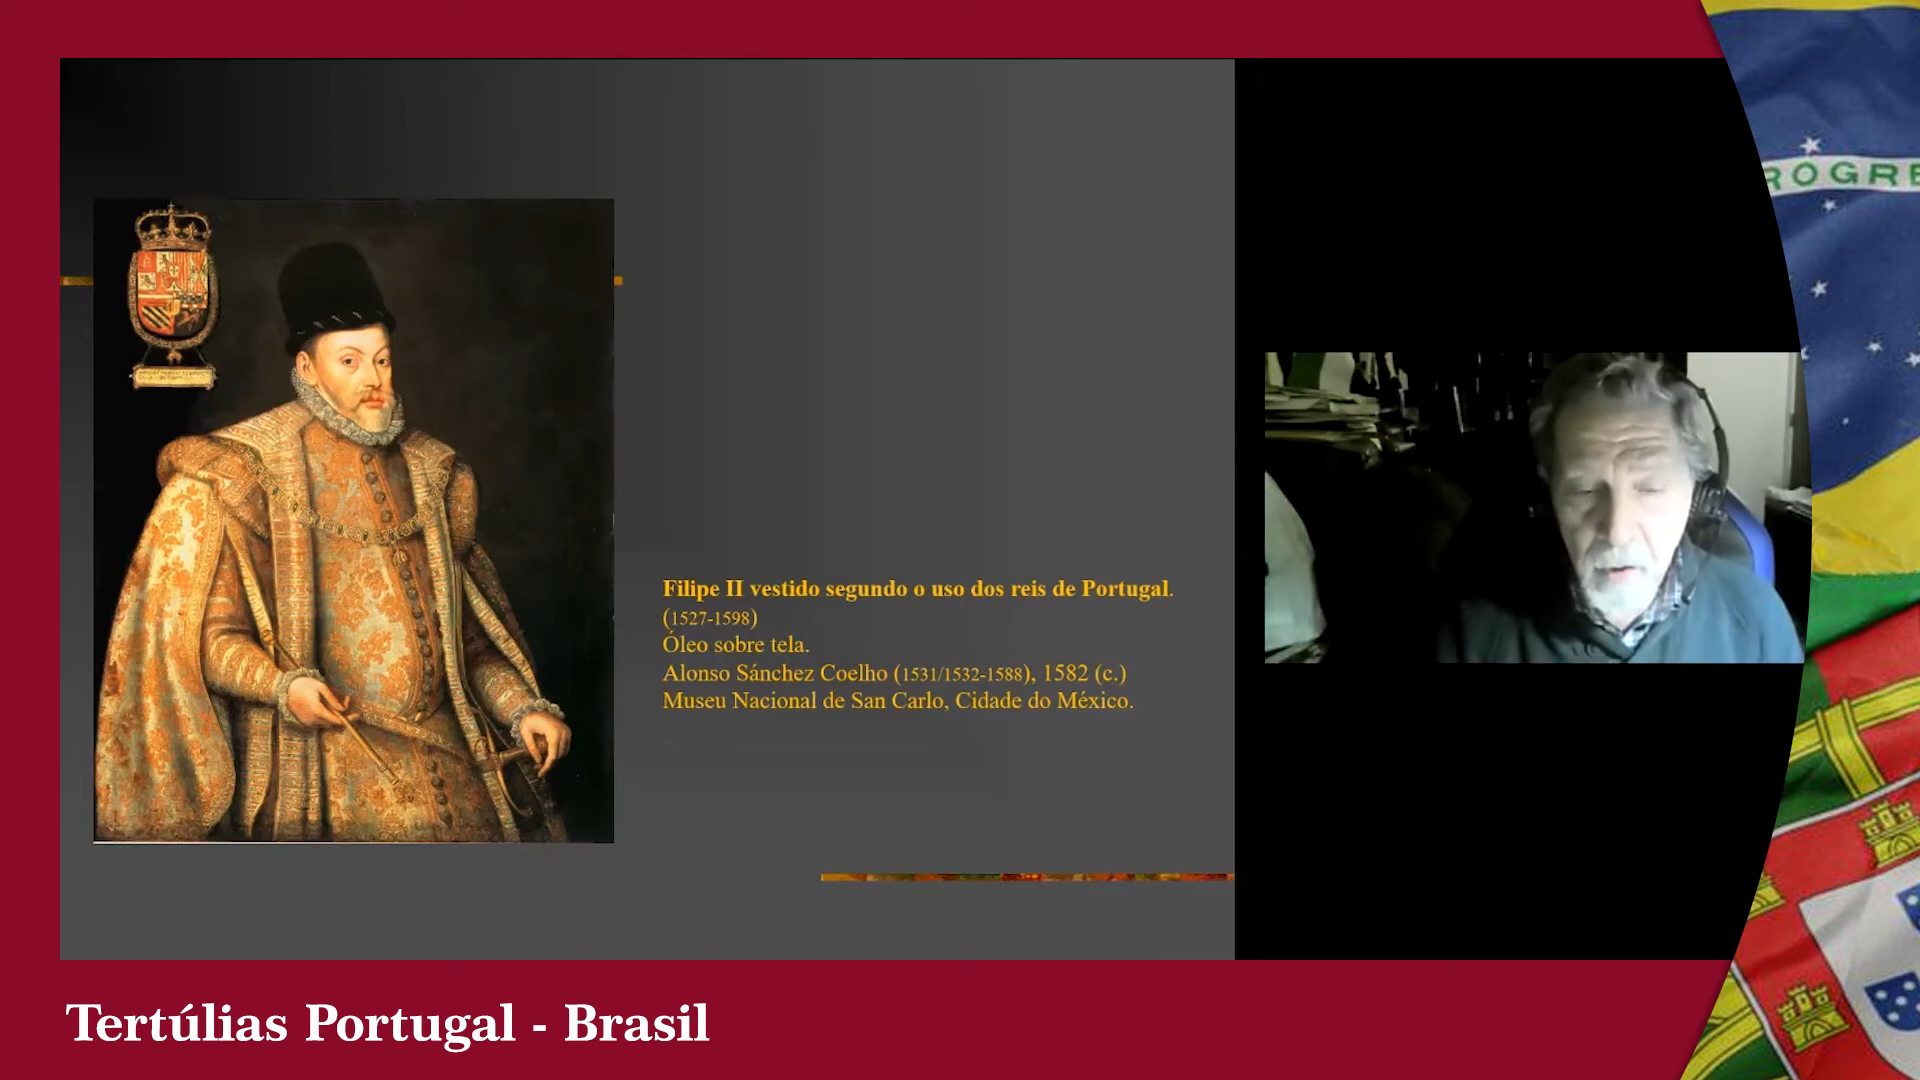 Filipe II vestido segundo o uso dos reis de Portugal.
(1527-1598)
Óleo sobre tela.
Alonso Sánchez Coelho (1531/1532-1588), 1582 (c.)
Museu Nacional de San Carlo, Cidade do México.
ROGRE
Tertúlias Portugal - Brasil